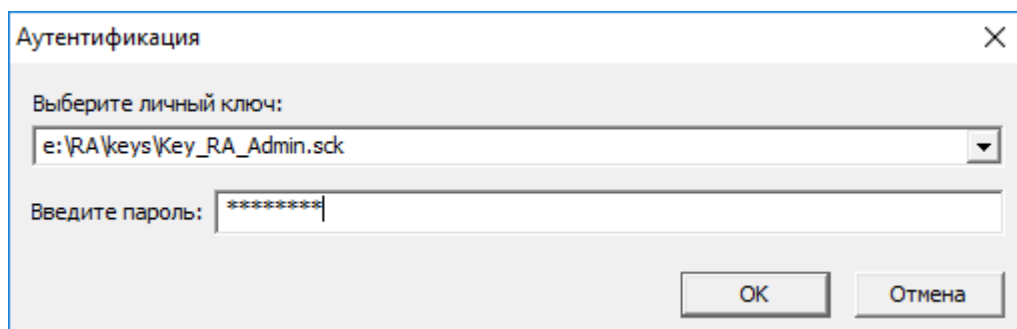 Аутентификация
Выберите личный ключ:
e:\RA\keys\Key_RA_Admin.sck
Введите пароль: ********
OK Отмена